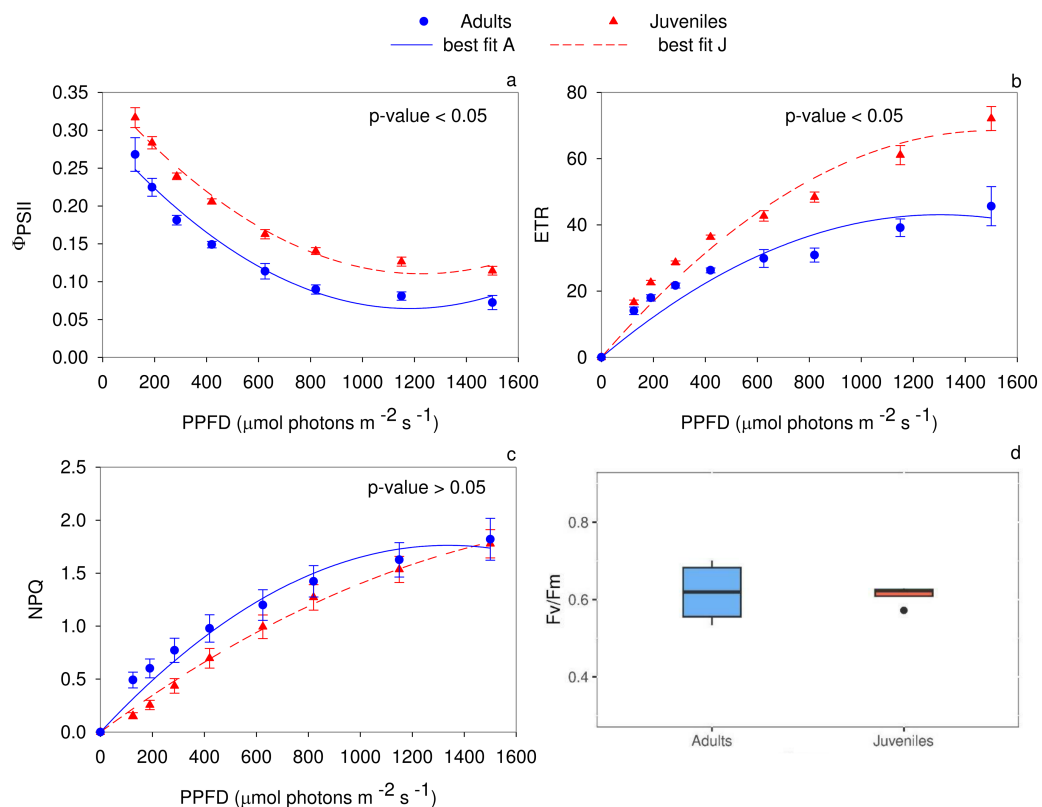 Adults Juveniles
best fit A best fit J
a
p-value < 0.05
ΦPSII
0.35
0.30
0.25
0.20
0.15
0.10
0.05
0.00
0 200 400 600 800 1000 1200 1400 1600
PPFD (μmol photons m -2 s -1)
b
p-value < 0.05
ETR
80
60
40
20
0
0 200 400 600 800 1000 1200 1400 1600
PPFD (μmol photons m -2 s -1)
c
p-value > 0.05
NPQ
2.5
2.0
1.5
1.0
0.5
0.0
0 200 400 600 800 1000 1200 1400 1600
PPFD (μmol photons m -2 s -1)
d
Fv/Fm
0.8
0.6
0.4
Adults Juveniles